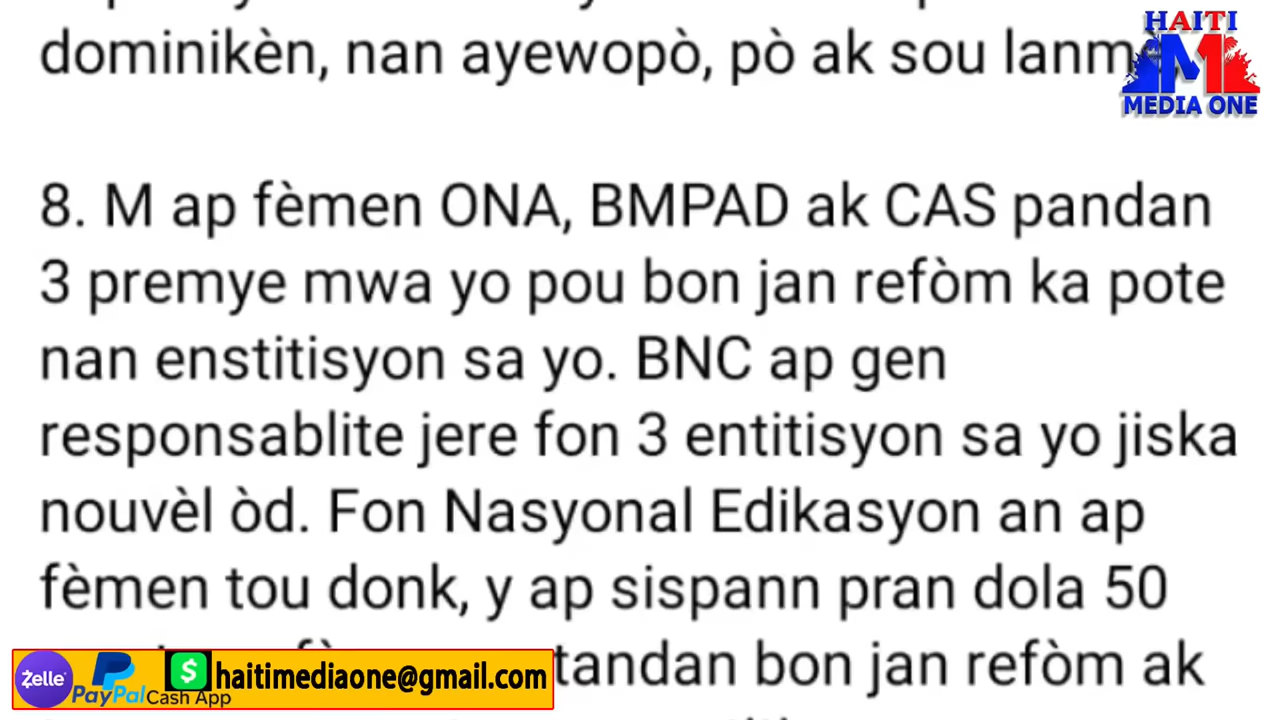 dominikèn, nan ayewopò, pò ak sou
HAITI
M
MEDIA ONE
8. M ap fèmen ONA, BMPAD ak CAS pandan
3 premye mwa yo pou bon jan refòm ka pote
nan enstitisyon sa yo. BNC ap gen
responsablite jere fon 3 entitisyon sa yo jiska
nouvèl òd. Fon Nasyonal Edikasyon an ap
fèmen tou donk, y ap sispann pran dola 50
tandan bon jan refòm ak
Zelle
PayPal
$
Cash App
haitimediaone@gmail.com